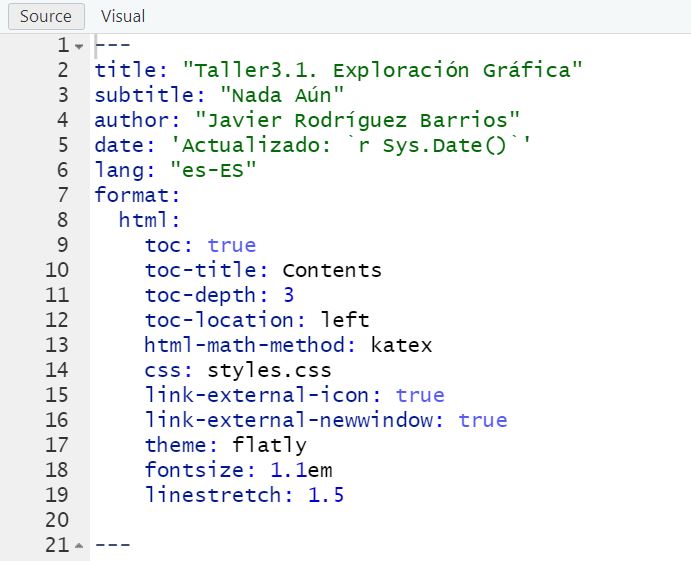 Source Visual
1 ---
2 title: "Taller3.1. Exploración Gráfica"
3 subtitle: "Nada Aún"
4 author: "Javier Rodríguez Barrios"
5 date: 'Actualizado: `r Sys.Date()`'
6 lang: "es-ES"
7 format:
8   html:
9     toc: true
10     toc-title: Contents
11     toc-depth: 3
12     toc-location: left
13     html-math-method: katex
14     css: styles.css
15     link-external-icon: true
16     link-external-newwindow: true
17     theme: flatly
18     fontsize: 1.1em
19     linestretch: 1.5
20
21 ---